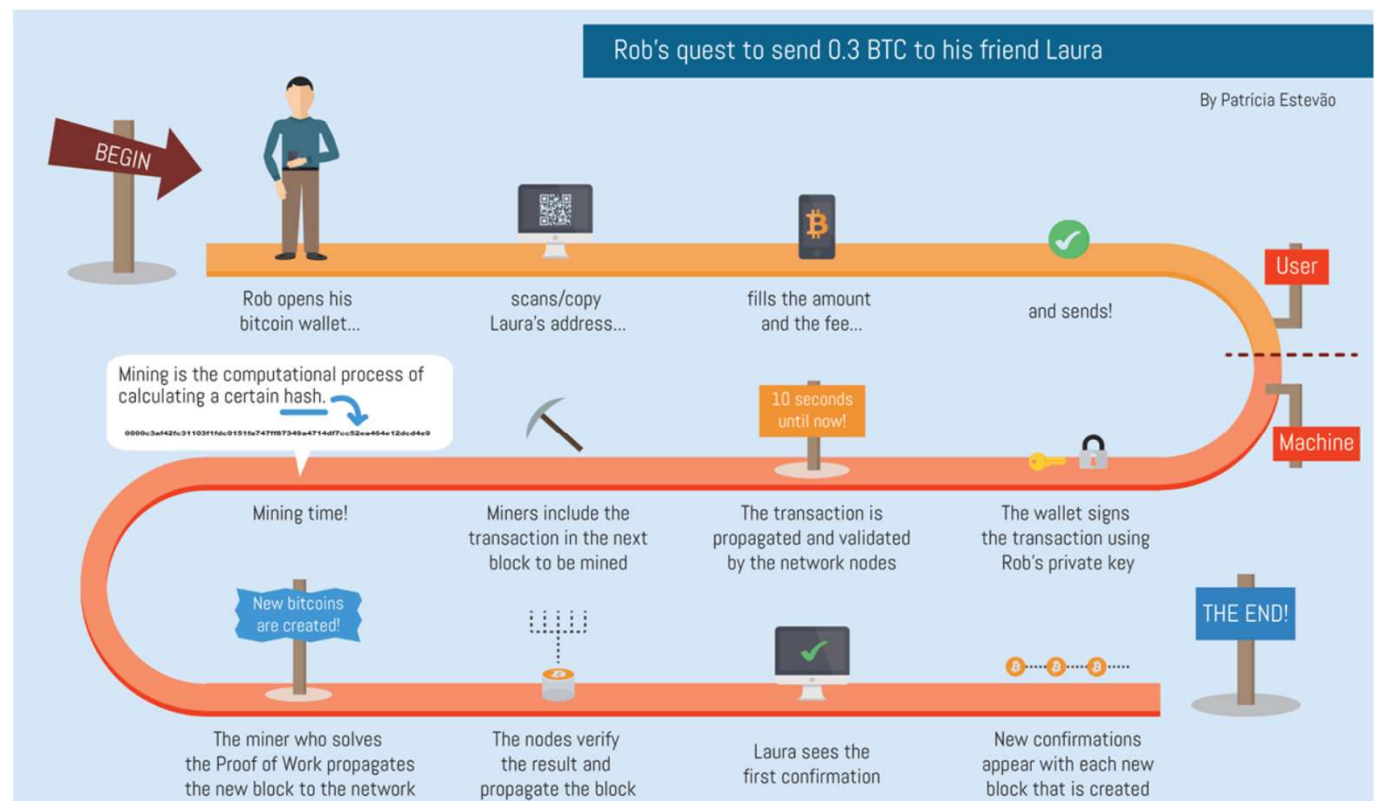 Rob's quest to send 0.3 BTC to his friend Laura
By Patrícia Estevão
BEGIN
Rob opens his
bitcoin wallet...
scans/copy
Laura's address...
fills the amount
and the fee...
and sends!
User
Machine
The wallet signs
the transaction using
Rob's private key
10 seconds
until now!
The transaction is
propagated and validated
by the network nodes
Miners include the
transaction in the next
block to be mined
Mining is the computational process of
calculating a certain hash.
Mining time!
New bitcoins
are created!
The miner who solves
the Proof of Work propagates
the new block to the network
The nodes verify
the result and
propagate the block
Laura sees the
first confirmation
New confirmations
appear with each new
block that is created
THE END!